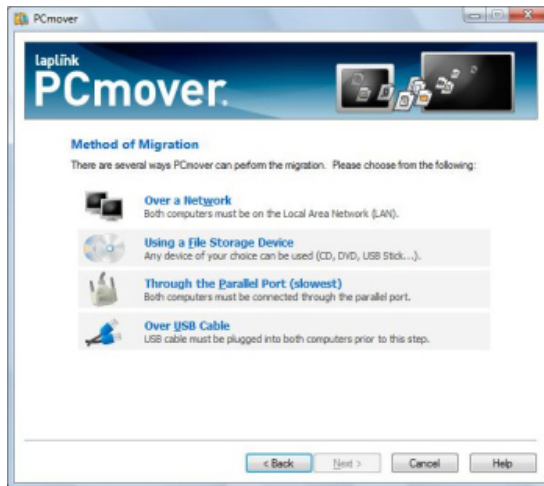 PCmover
laplink
PCmover.
Method of Migration
There are several ways PCmover can perfom the migration. Please choose from the following:
Over a Network
Both computers must be on the Local Area Network (LAN).
Using a File Storage Device
Any device of your choice can be used (CD, DVD, USB Stick...).
Through the Parallel Port (slowest)
Both computers must be connected through the parallel port.
Over USB Cable
USB cable must be plugged into both computers prior to this step.
< Back Next > Cancel Help